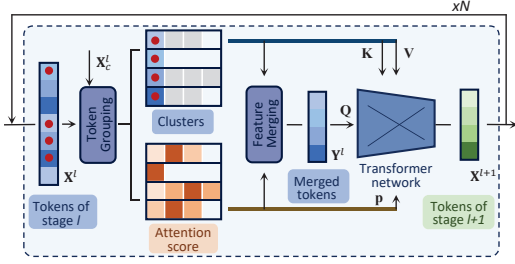 xN
X_c^l
K
V
Token
Grouping
Clusters
Feature
Merging
Q
X^l
Y^l
Transformer
network
X^{l+1}
Tokens of
stage l
Attention
score
Merged
tokens
p
Tokens of
stage l+1